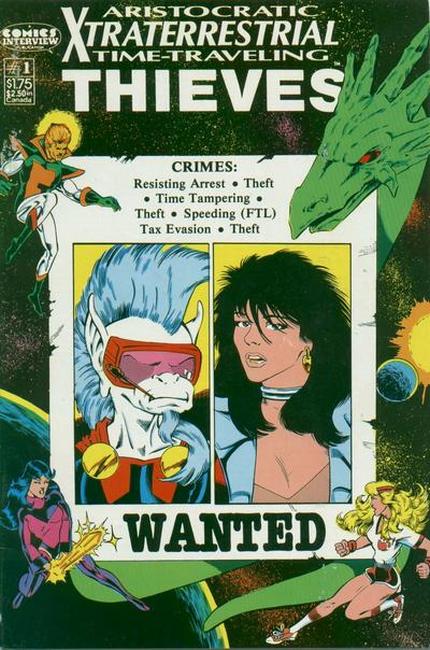 ARISTOCRATIC
XTRATERRESTRIAL
TIME-TRAVELING
THIEVES
COMICS
INTERVIEW
PUBLICATION
#1
$1.75
$2.50 in
Canada
CRIMES:
Resisting Arrest • Theft
• Time Tampering •
Theft • Speeding (FTL)
Tax Evasion • Theft
WANTED